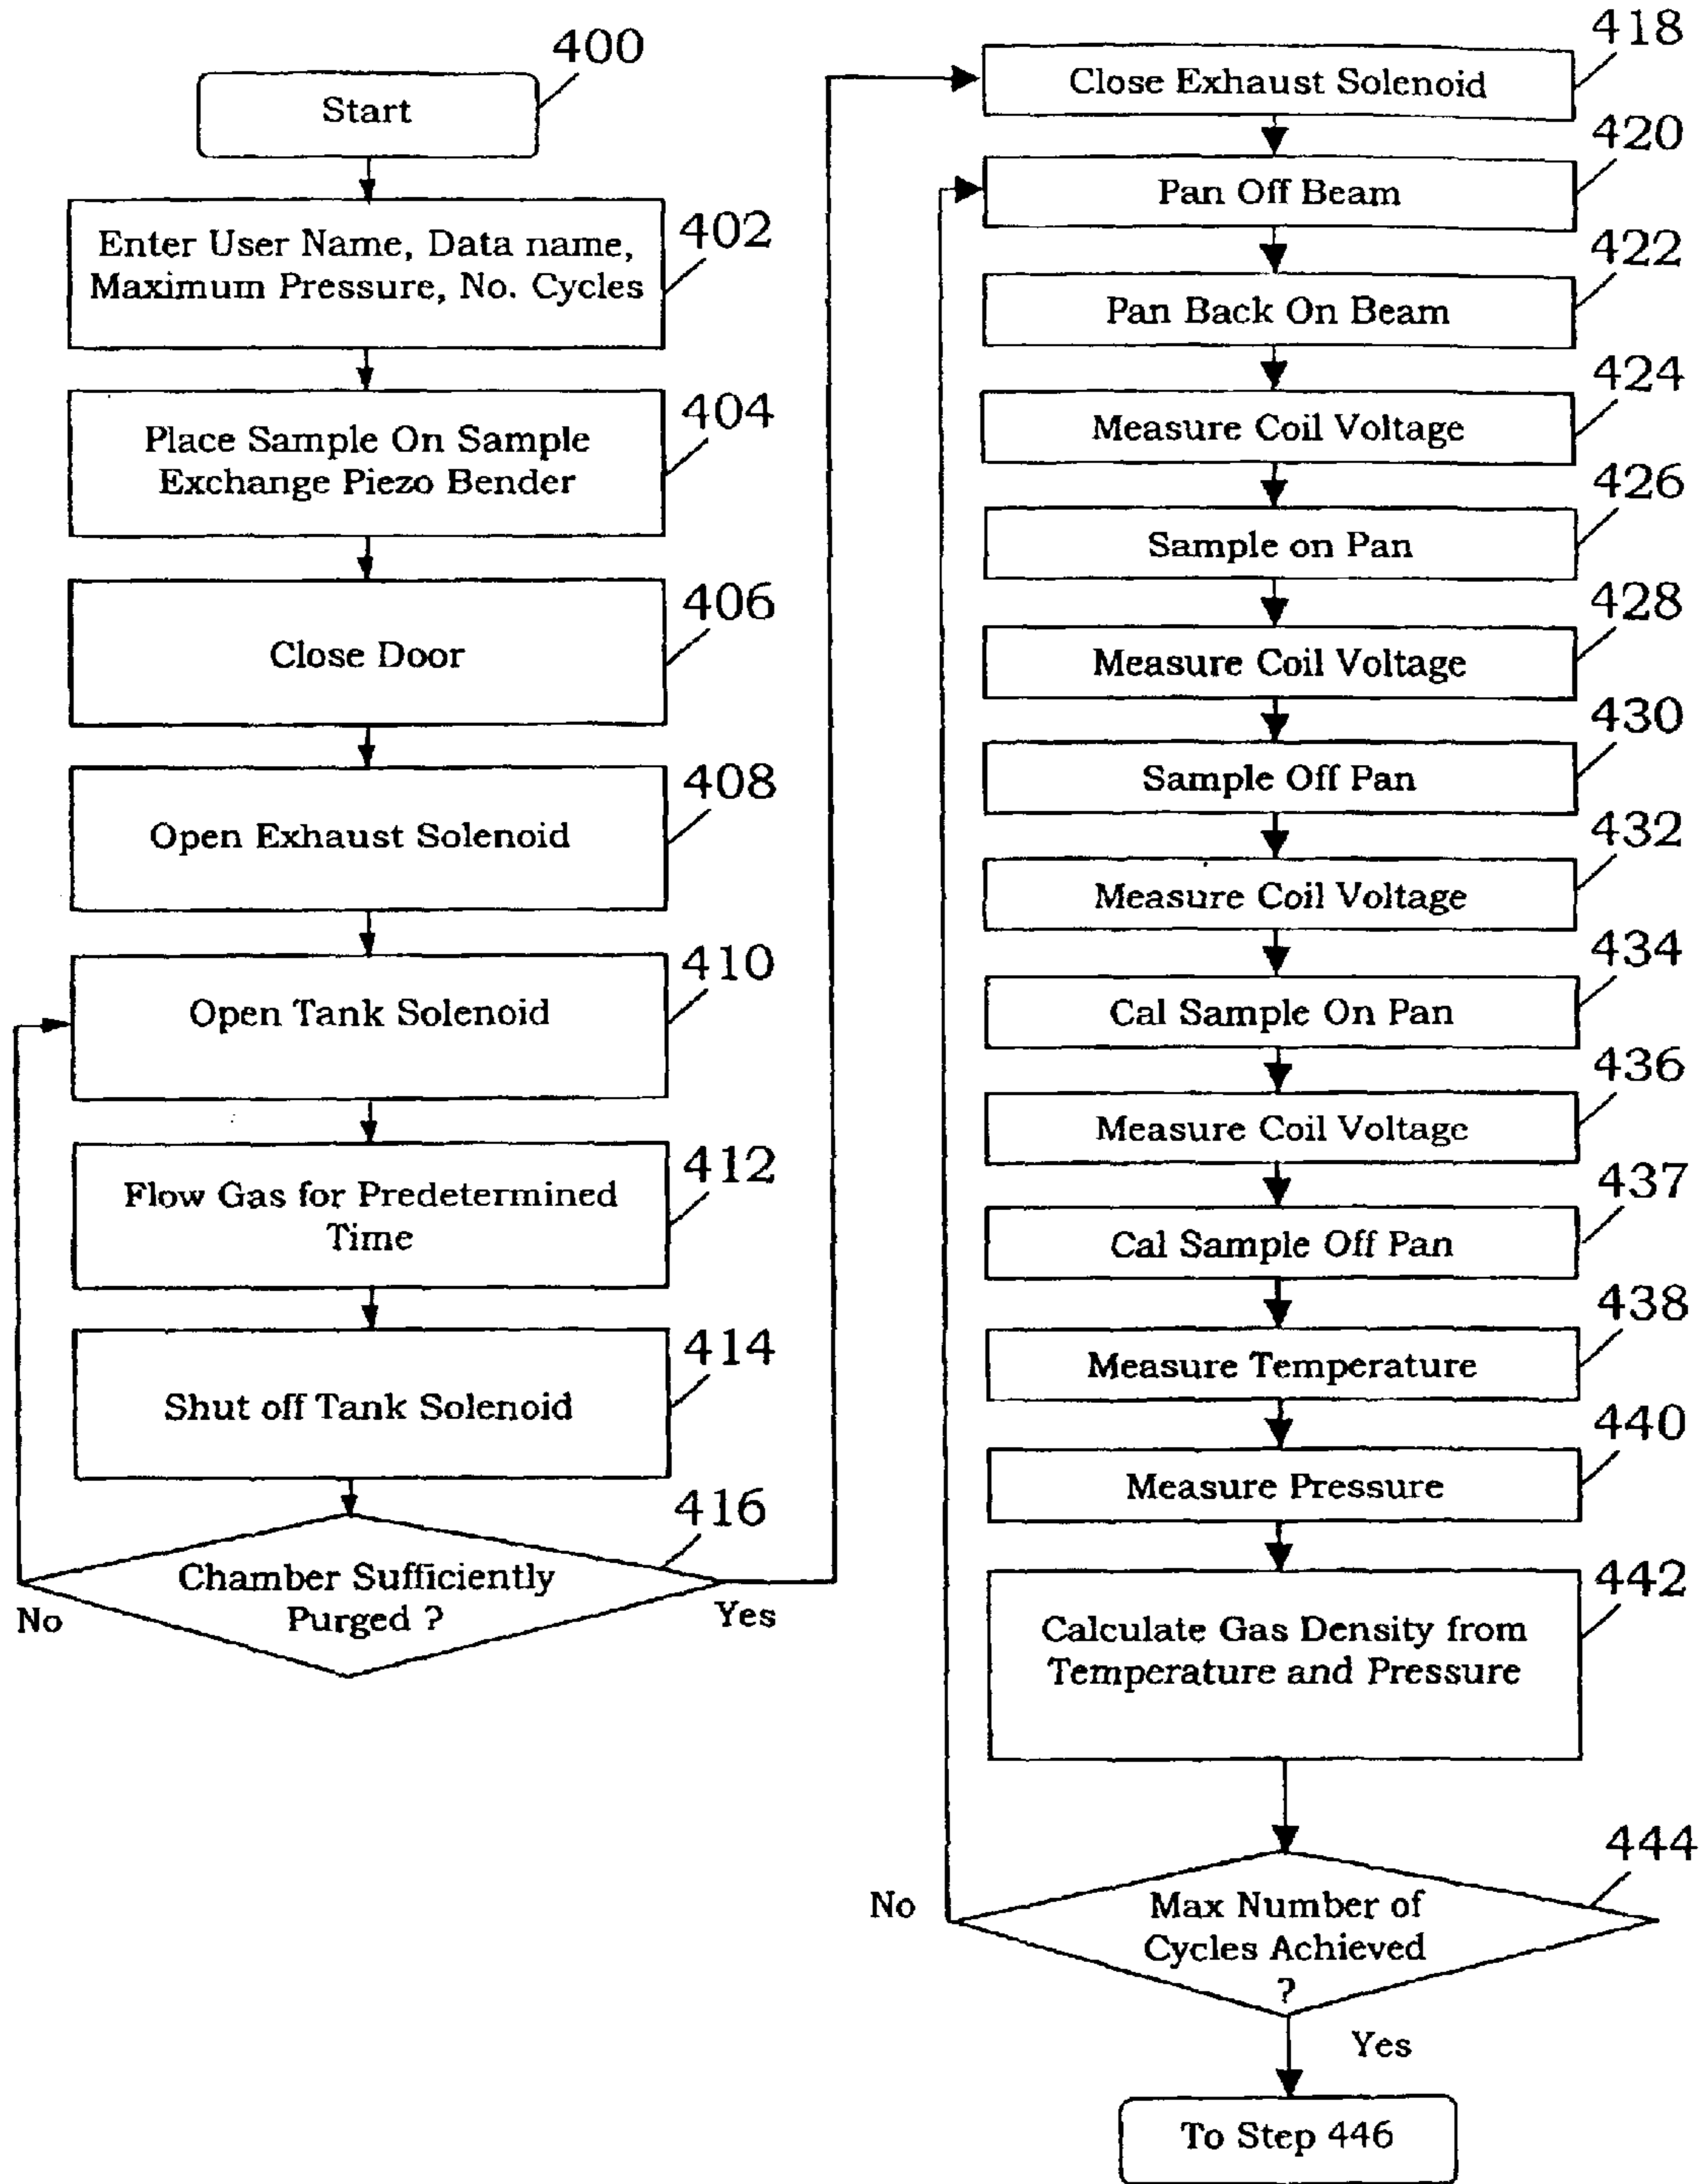 400
Start
402
Enter User Name, Data name,
Maximum Pressure, No. Cycles
404
Place Sample On Sample
Exchange Piezo Bender
406
Close Door
408
Open Exhaust Solenoid
410
Open Tank Solenoid
412
Flow Gas for Predetermined
Time
414
Shut off Tank Solenoid
416
Chamber Sufficiently
Purged ?
No
Yes
418
Close Exhaust Solenoid
420
Pan Off Beam
422
Pan Back On Beam
424
Measure Coil Voltage
426
Sample on Pan
428
Measure Coil Voltage
430
Sample Off Pan
432
Measure Coil Voltage
434
Cal Sample On Pan
436
Measure Coil Voltage
437
Cal Sample Off Pan
438
Measure Temperature
440
Measure Pressure
442
Calculate Gas Density from
Temperature and Pressure
444
Max Number of
Cycles Achieved
?
No
Yes
To Step 446